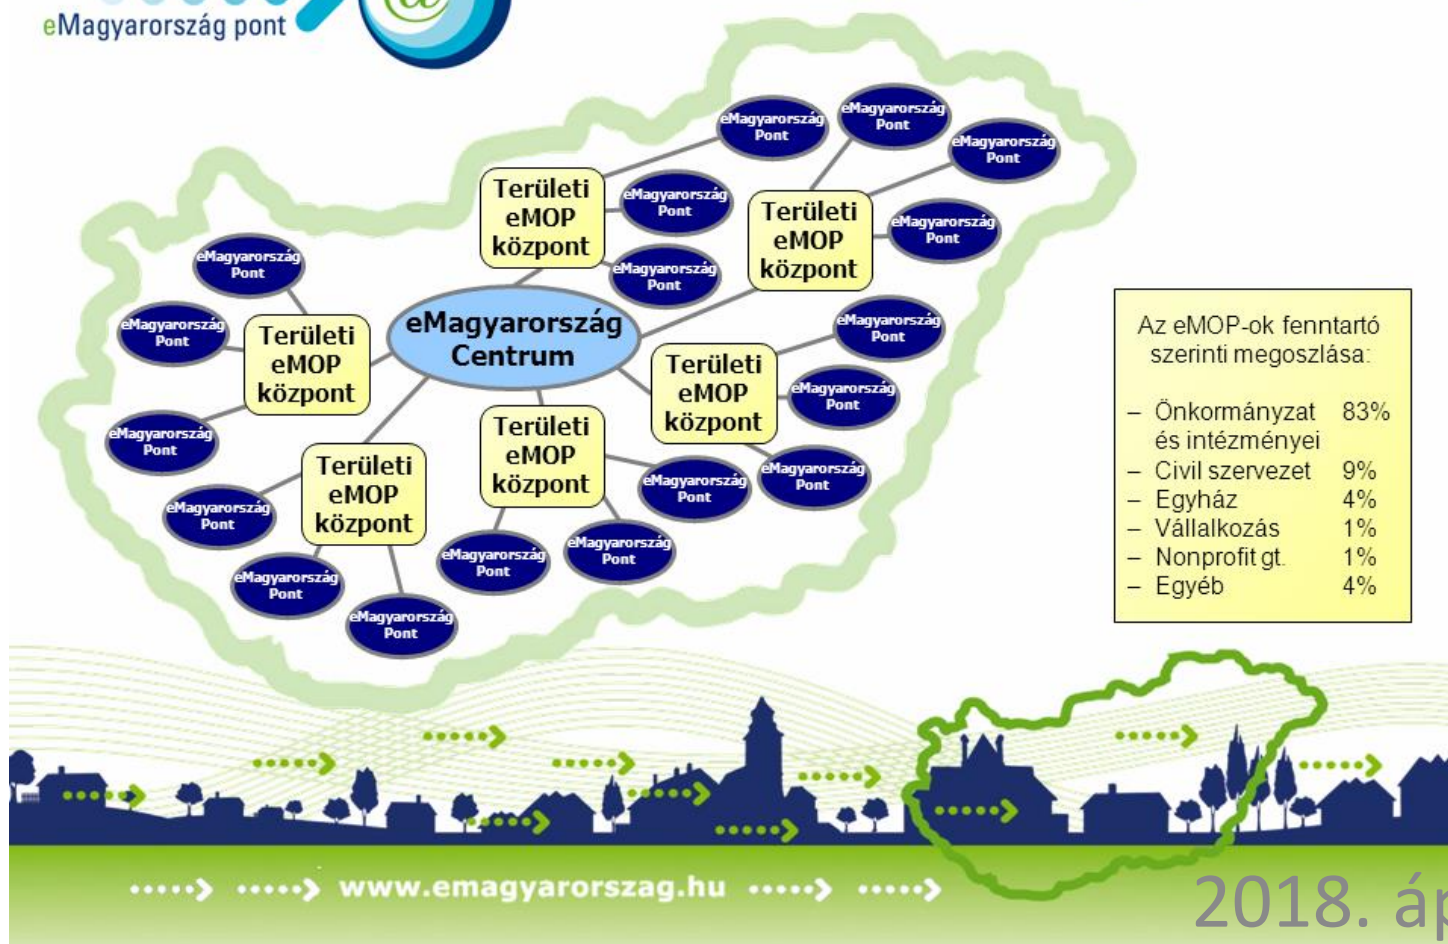 eMagyarország pont
@
eMagyarország
Pont
eMagyarország
Pont
eMagyarország
Pont
Területi
eMOP
központ
eMagyarország
Pont
Területi
eMOP
központ
eMagyarország
Pont
eMagyarország
Pont
eMagyarország
Pont
eMagyarország
Pont
Területi
eMOP
központ
eMagyarország
Centrum
eMagyarország
Pont
Területi
eMOP
központ
eMagyarország
Pont
eMagyarország
Pont
eMagyarország
Pont
Területi
eMOP
központ
eMagyarország
Pont
Területi
eMOP
központ
eMagyarország
Pont
eMagyarország
Pont
eMagyarország
Pont
eMagyarország
Pont
eMagyarország
Pont
eMagyarország
Pont
eMagyarország
Pont
Az eMOP-ok fenntartó
szerinti megoszlása:
– Önkormányzat 83%
és intézményei
– Civil szervezet 9%
– Egyház 4%
– Vállalkozás 1%
– Nonprofit gt. 1%
– Egyéb 4%
www.emagyarorszag.hu
2018. áp